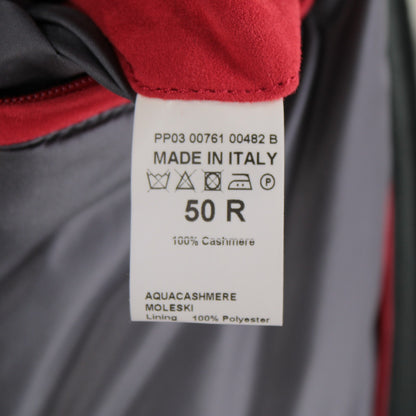 PP03 00761 00482 B
MADE IN ITALY
P
50 R
100% Cashmere
AQUACASHMERE
MOLESKI
Lining 100% Polyester